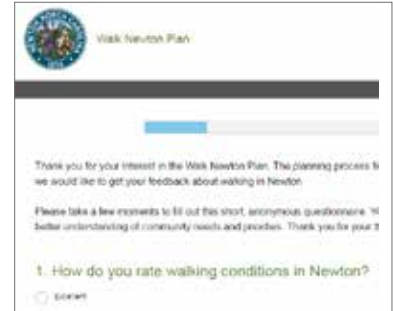 Walk Newton Plan
Thank you for your interest in the Walk Newton Plan. The planning process
we would like to get your feedback about walking in Newton
Please take a few moments to fill out this short, anonymous questionnaire.
better understanding of community needs and priorities. Thank you for your
1. How do you rate walking conditions in Newton?
Excellent